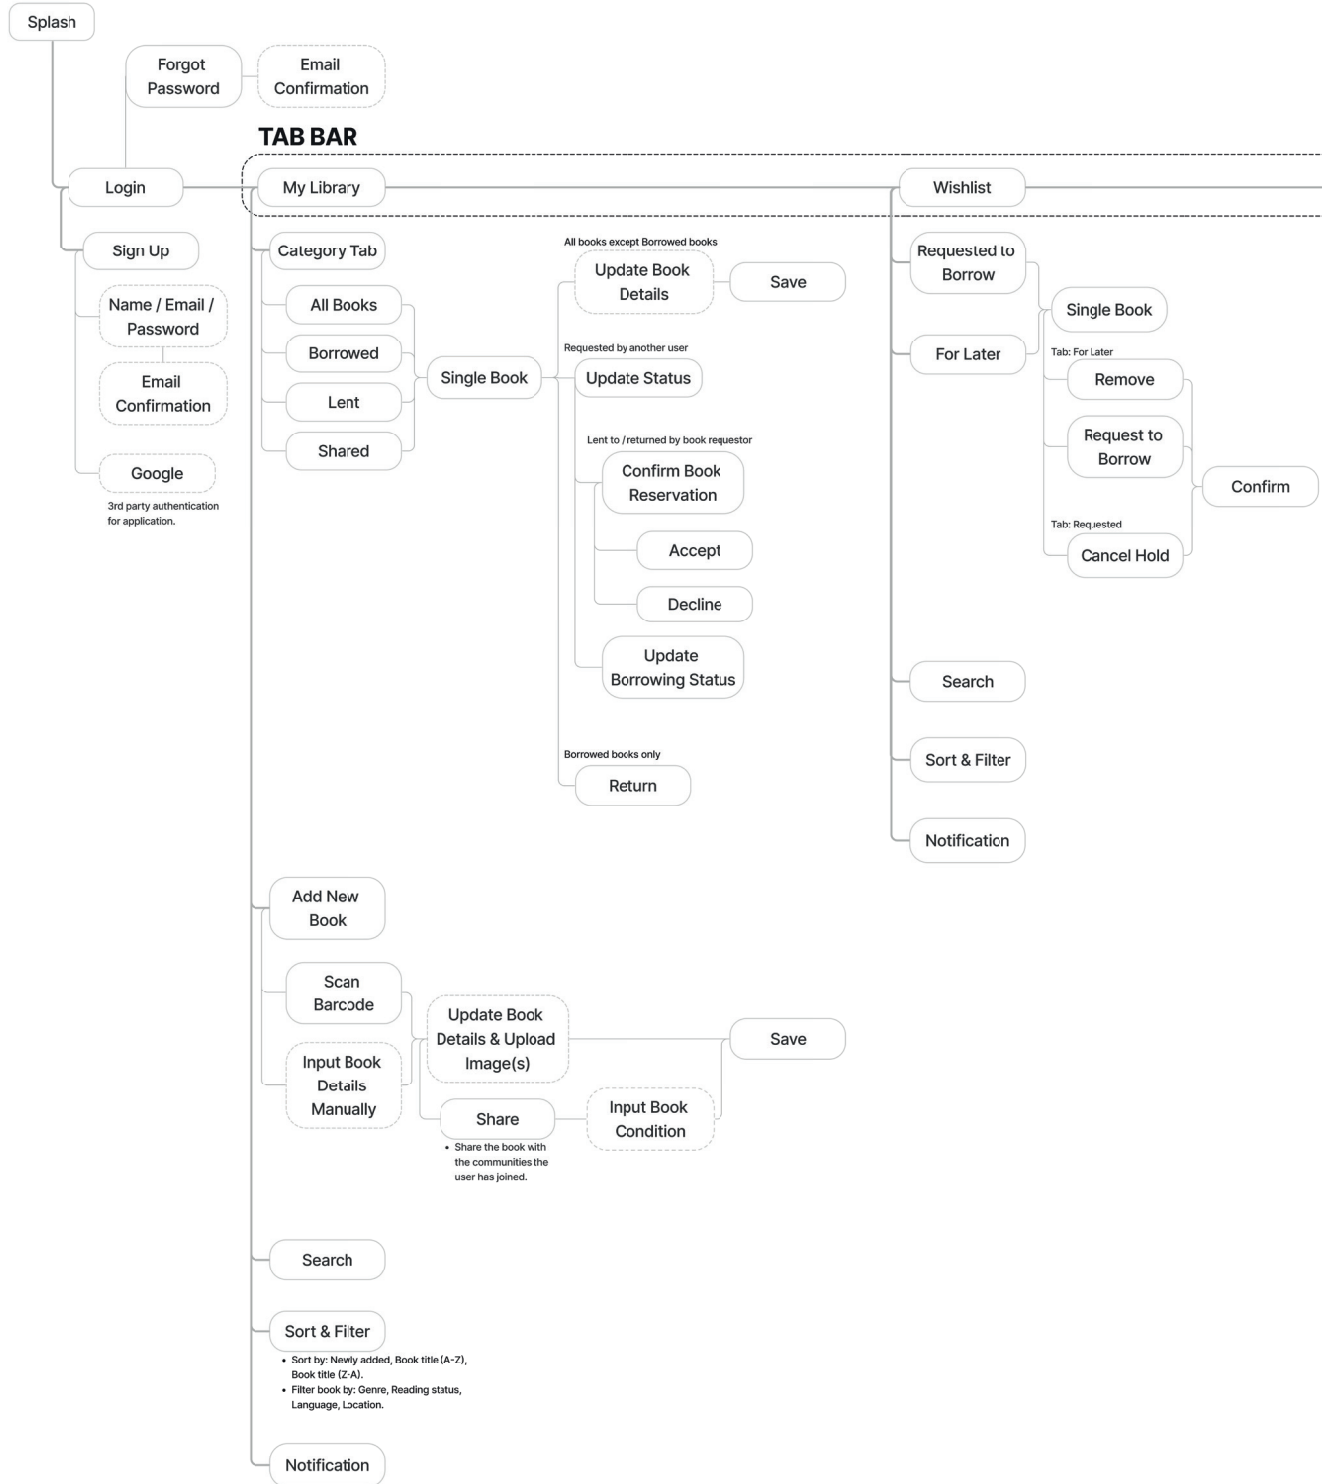 Splash
Forgot
Password
Email
Confirmation
TAB BAR
Login
My Library
Wishlist
Sign Up
Name / Email /
Password
Email
Confirmation
Google
3rd party authentication
for application.
Category Tab
All Books
Borrowed
Lent
Shared
Single Book
All books except Borrowed books
Update Book
Details
Save
Requested by another user
Update Status
Lent to / returned by book requestor
Confirm Book
Reservation
Accept
Decline
Update
Borrowing Status
Borrowed books only
Return
Requested to
Borrow
For Later
Single Book
Tab: For Later
Remove
Request to
Borrow
Tab: Requested
Cancel Hold
Confirm
Search
Sort & Filter
Notification
Add New
Book
Scan
Barcode
Input Book
Details
Manually
Update Book
Details & Upload
Image(s)
Save
Share
• Share the book with
the communities the
user has joined.
Input Book
Condition
Search
Sort & Filter
• Sort by: Newly added, Book title (A-Z),
Book title (Z-A).
• Filter book by: Genre, Reading status,
Language, Location.
Notification